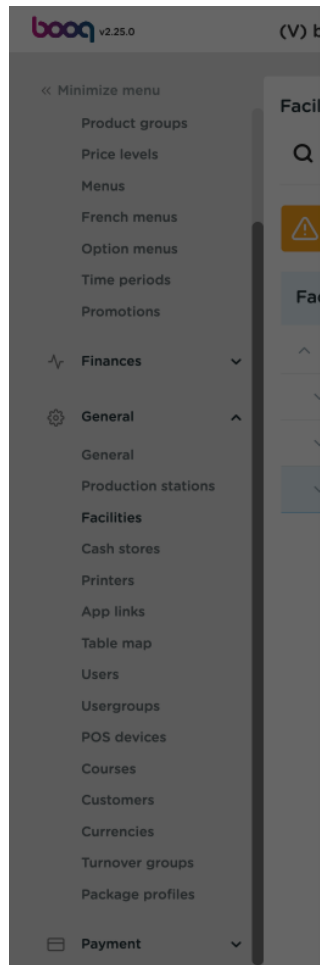 booq v2.25.0
(V) b
Minimize menu
Facil
Product groups
Price levels
Menus
French menus
Option menus
Time periods
Fac
Promotions
Finances
General
General
Production stations
Facilities
Cash stores
Printers
App links
Table map
Users
Usergroups
POS devices
Courses
Customers
Currencies
Turnover groups
Package profiles
Payment